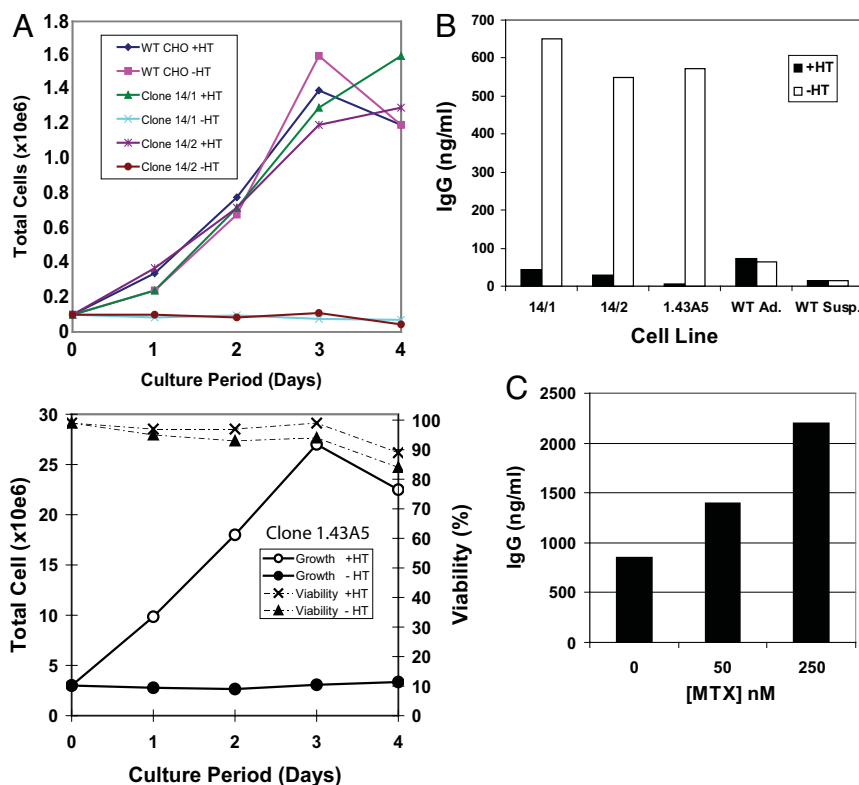 A
1.8
1.6
1.4
1.2
1.0
0.8
0.6
0.4
0.2
0
Total Cells (x10e6)
WT CHO +HT
WT CHO -HT
Clone 14/1 +HT
Clone 14/1 -HT
Clone 14/2 +HT
Clone 14/2 -HT
0 1 2 3 4
Culture Period (Days)
B
700
600
500
400
300
200
100
0
IgG (ng/ml)
+HT
-HT
14/1 14/2 1.43A5 WT Ad. WT Susp.
Cell Line
30
25
20
15
10
5
0
Total Cell (x10e6)
Clone 1.43A5
Growth +HT
Growth - HT
Viability +HT
Viability - HT
100
90
80
70
60
50
40
30
20
10
0
Viability (%)
0 1 2 3 4
Culture Period (Days)
C
2500
2000
1500
1000
500
0
IgG (ng/ml)
0 50 250
[MTX] nM